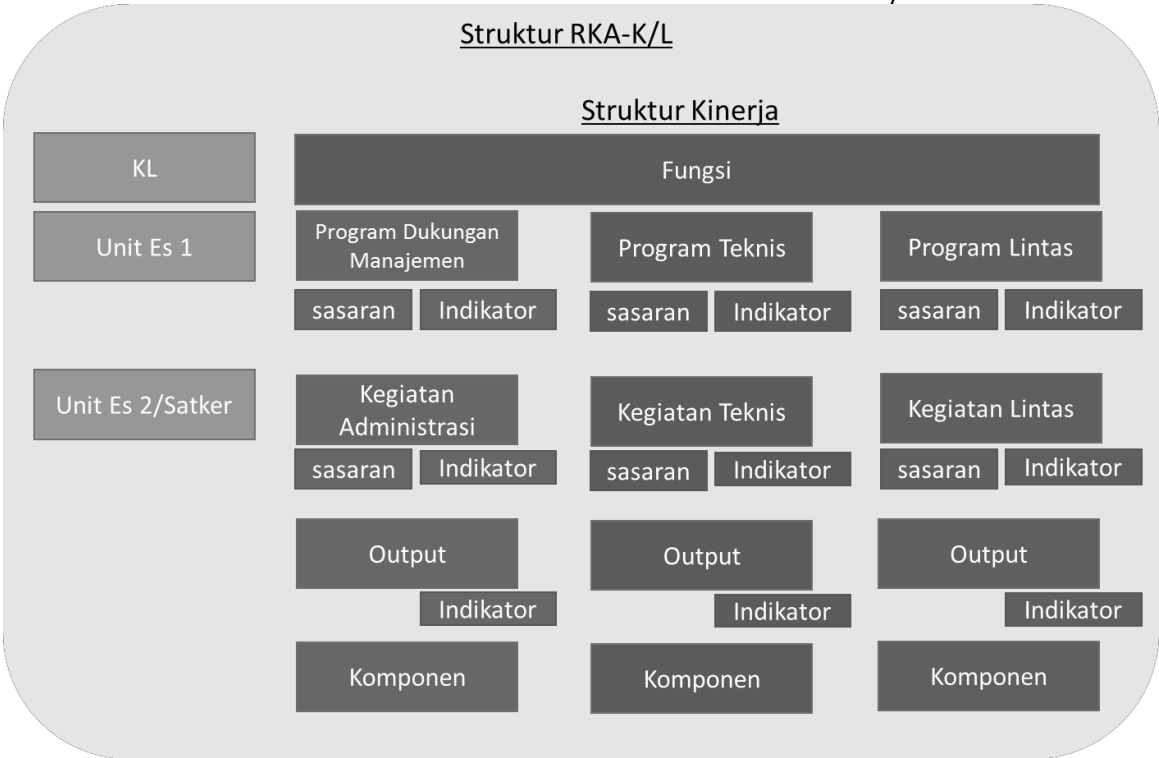 Struktur RKA-K/L
Struktur Kinerja
KL
Fungsi
Unit Es 1
Program Dukungan
Manajemen
Program Teknis
Program Lintas
sasaran
Indikator
sasaran
Indikator
sasaran
Indikator
Unit Es 2/Satker
Kegiatan
Administrasi
Kegiatan Teknis
Kegiatan Lintas
sasaran
Indikator
sasaran
Indikator
sasaran
Indikator
Output
Output
Output
Indikator
Indikator
Indikator
Komponen
Komponen
Komponen